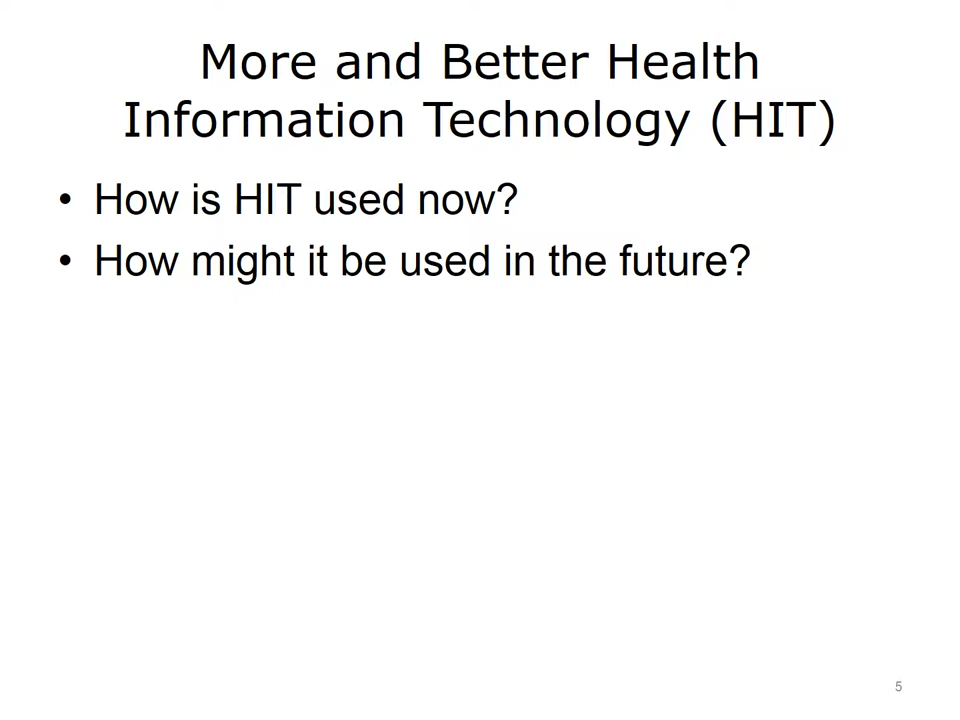 More and Better Health
Information Technology (HIT)
• How is HIT used now?
• How might it be used in the future?
5